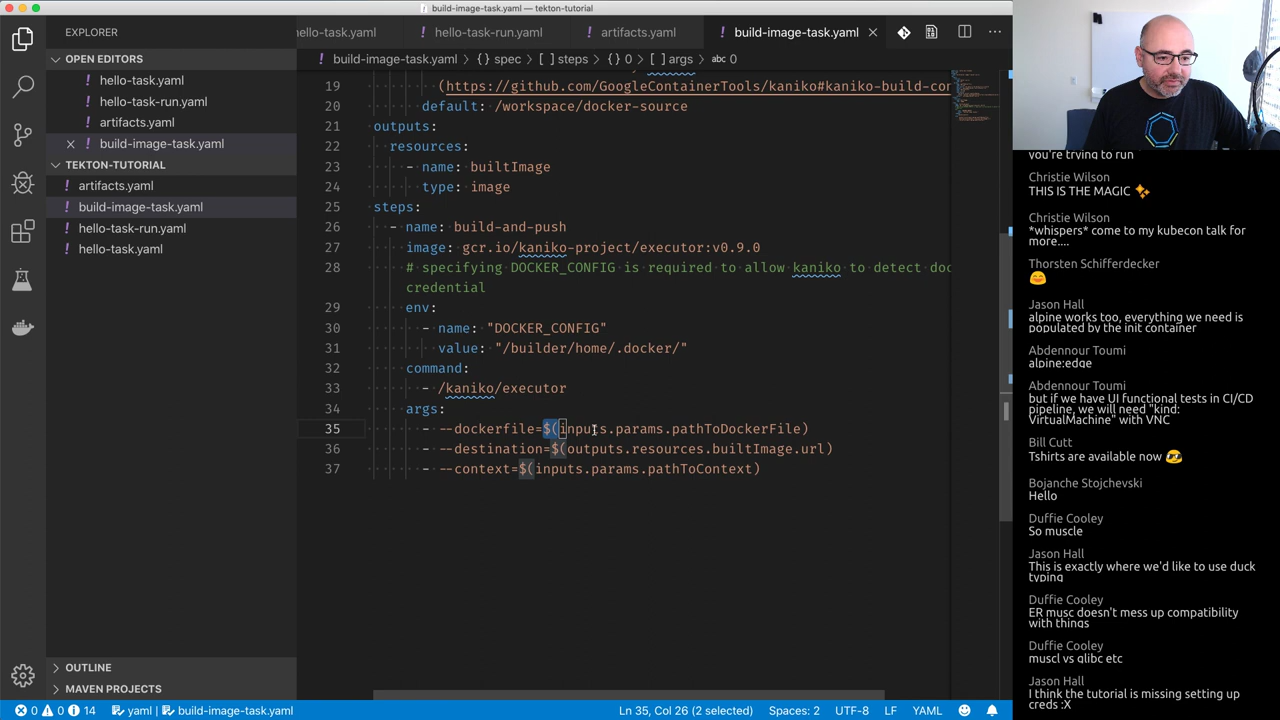 build-image-task.yaml — tekton-tutorial
EXPLORER
hello-task.yaml
hello-task-run.yaml
artifacts.yaml
build-image-task.yaml
build-image-task.yaml › {} spec › [ ] steps › {} 0 › [ ] args › abc 0
OPEN EDITORS
hello-task.yaml
hello-task-run.yaml
artifacts.yaml
build-image-task.yaml
TEKTON-TUTORIAL
artifacts.yaml
build-image-task.yaml
hello-task-run.yaml
hello-task.yaml
OUTLINE
MAVEN PROJECTS
19 (https://github.com/GoogleContainerTools/kaniko#kaniko-build-con
20 default: /workspace/docker-source
21 outputs:
22 resources:
23 - name: builtImage
24 type: image
25 steps:
26 - name: build-and-push
27 image: gcr.io/kaniko-project/executor:v0.9.0
28 # specifying DOCKER_CONFIG is required to allow kaniko to detect doc
credential
29 env:
30 - name: "DOCKER_CONFIG"
31 value: "/builder/home/.docker/"
32 command:
33 - /kaniko/executor
34 args:
35 - --dockerfile=$(inputs.params.pathToDockerFile)
36 - --destination=$(outputs.resources.builtImage.url)
37 - --context=$(inputs.params.pathToContext)
0 0 14 yaml | build-image-task.yaml
Ln 35, Col 26 (2 selected) Spaces: 2 UTF-8 LF YAML
you're trying to run
Christie Wilson
THIS IS THE MAGIC ✨
Christie Wilson
*whispers* come to my kubecon talk for
more....
Thorsten Schifferdecker
😊
Jason Hall
alpine works too, everything we need is
populated by the init container
Abdennour Toumi
alpine:edge
Abdennour Toumi
but if we have UI functional tests in CI/CD
pipeline, we will need "kind:
VirtualMachine" with VNC
Bill Cutt
Tshirts are available now 😎
Bojanche Stojchevski
Hello
Duffie Cooley
So muscle
Jason Hall
This is exactly where we'd like to use duck
typing
Duffie Cooley
ER musc doesn't mess up compatibility
with things
Duffie Cooley
muscl vs glibc etc
Jason Hall
I think the tutorial is missing setting up
creds :X